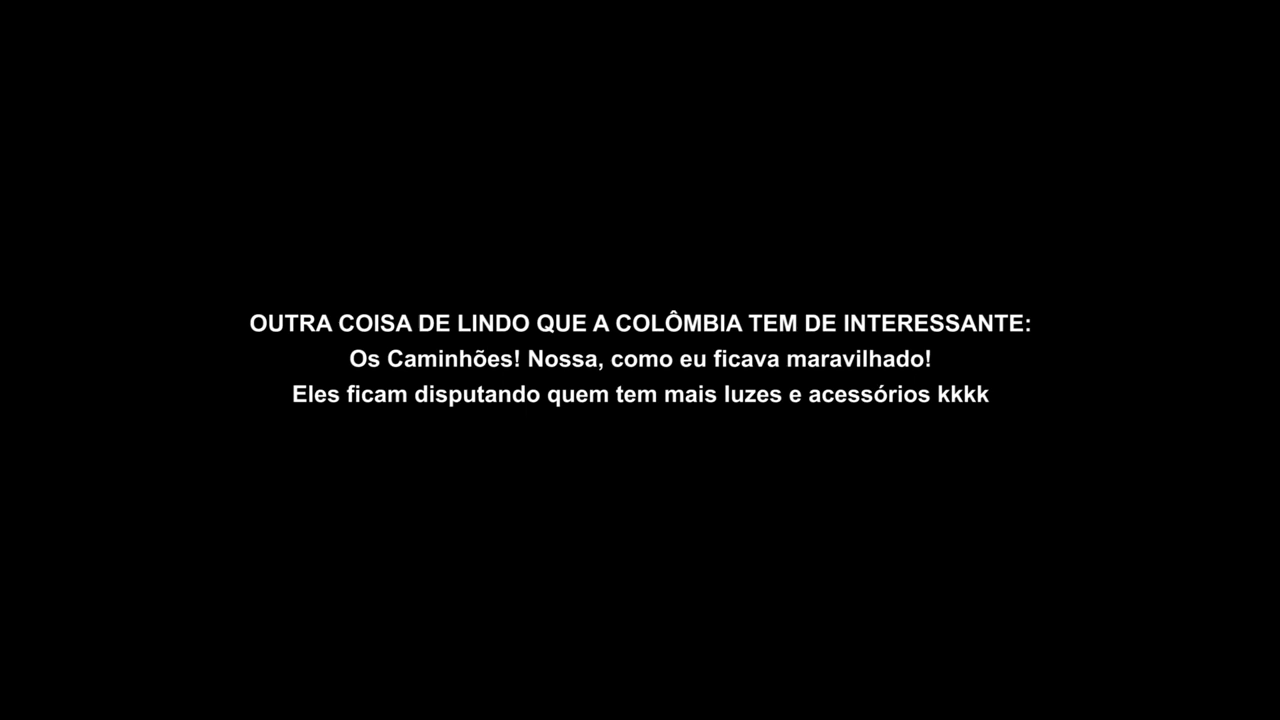 OUTRA COISA DE LINDO QUE A COLÔMBIA TEM DE INTERESSANTE:
Os Caminhões! Nossa, como eu ficava maravilhado!
Eles ficam disputando quem tem mais luzes e acessórios kkkk